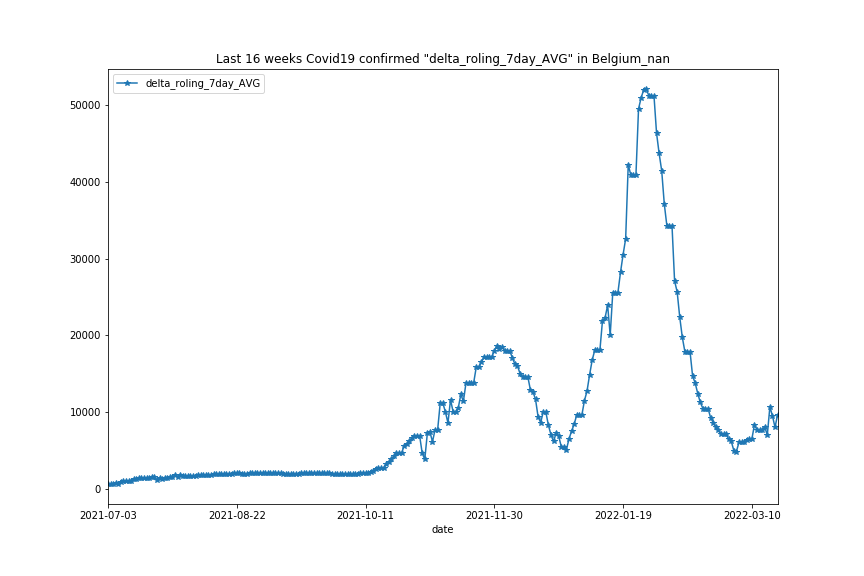 Last 16 weeks Covid19 confirmed "delta_roling_7day_AVG" in Belgium_nan
delta_roling_7day_AVG
50000
40000
30000
20000
10000
0
2021-07-03 2021-08-22 2021-10-11 2021-11-30 2022-01-19 2022-03-10
date